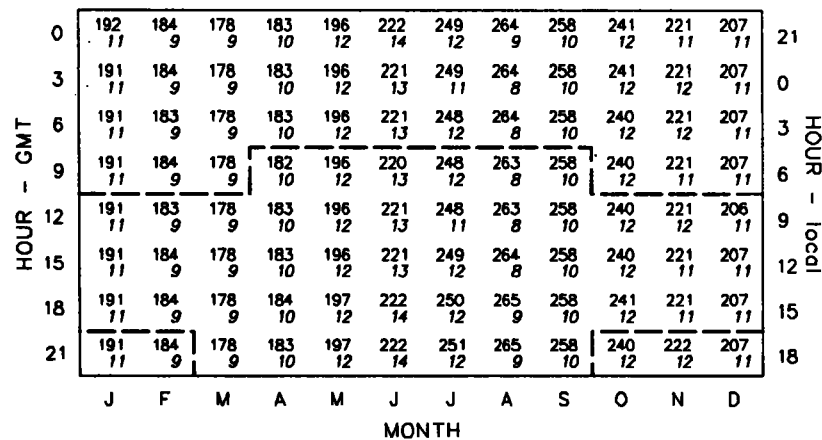 0 192 184 178 183 196 222 249 264 258 241 221 207 21
11 9 9 10 12 14 12 9 10 12 11 11
3 191 184 178 183 196 221 249 264 258 241 221 207 0
11 9 9 10 12 13 11 8 10 12 12 11
6 191 183 178 183 196 221 248 264 258 240 221 207 3
11 9 9 10 12 13 12 8 10 12 12 11
9 191 184 178 182 196 220 248 263 258 240 221 207 6
11 9 9 10 12 13 12 8 10 12 11 11
12 191 183 178 183 196 221 248 263 258 240 221 206 9
11 9 9 10 12 13 11 8 10 12 12 11
15 191 184 178 183 196 221 249 264 258 240 221 207 12
11 9 9 10 12 13 12 8 10 12 11 11
18 191 184 178 184 197 222 250 265 258 241 221 207 15
11 9 9 10 12 14 12 9 10 12 11 11
21 191 184 178 183 197 222 251 265 258 240 222 207 18
11 9 9 10 12 14 12 9 10 12 12 11
J F M A M J J A S O N D
MONTH
HOUR - GMT
HOUR - local